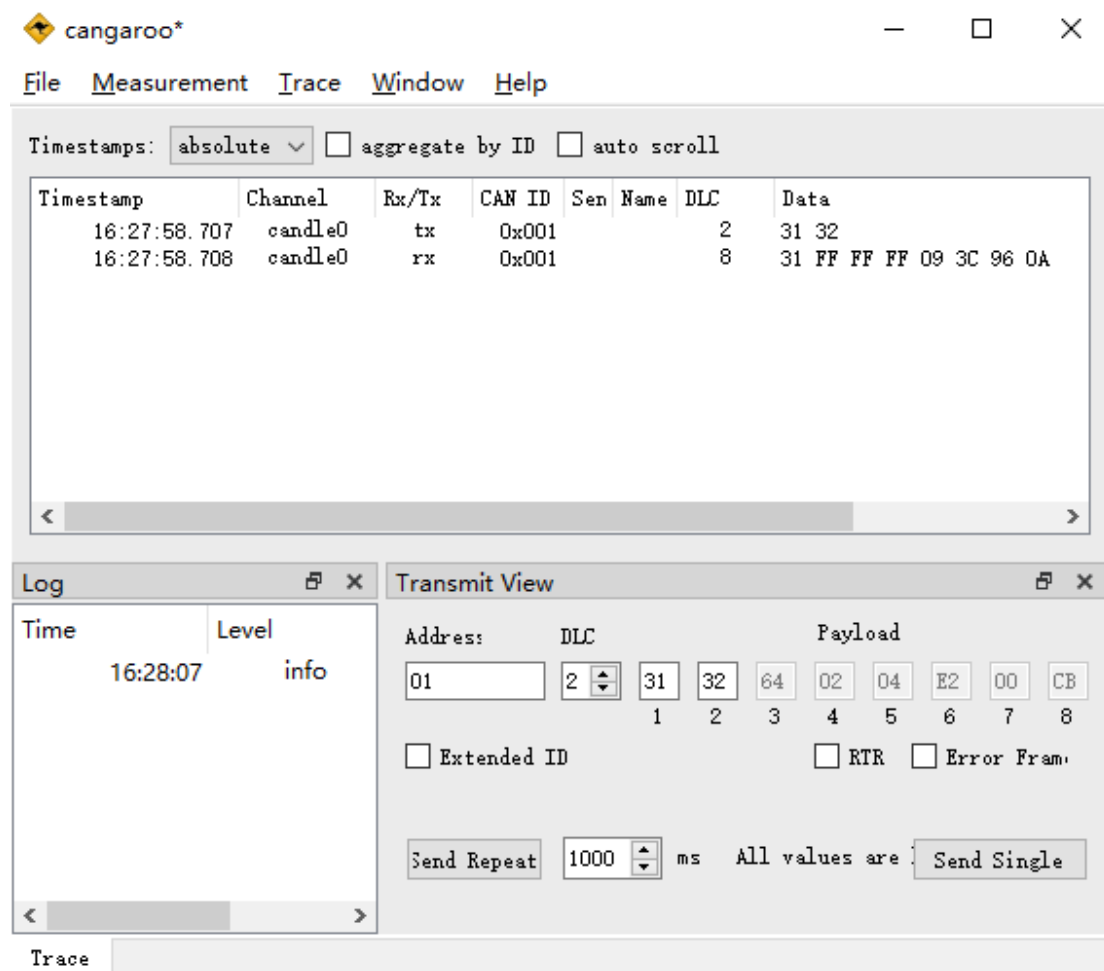 cangaroo*
File Measurement Trace Window Help
Timestamps: absolute aggregate by ID auto scroll
Timestamp Channel Rx/Tx CAN ID Sen Name DLC Data
16:27:58.707 candle0 tx 0x001 2 31 32
16:27:58.708 candle0 rx 0x001 8 31 FF FF FF 09 3C 96 0A
Log
Time Level
16:28:07 info
Transmit View
Address DLC Payload
01 2 31 32 64 02 04 E2 00 CB
1 2 3 4 5 6 7 8
Extended ID RTR Error Fram
Send Repeat 1000 ms All values are Send Single
Trace